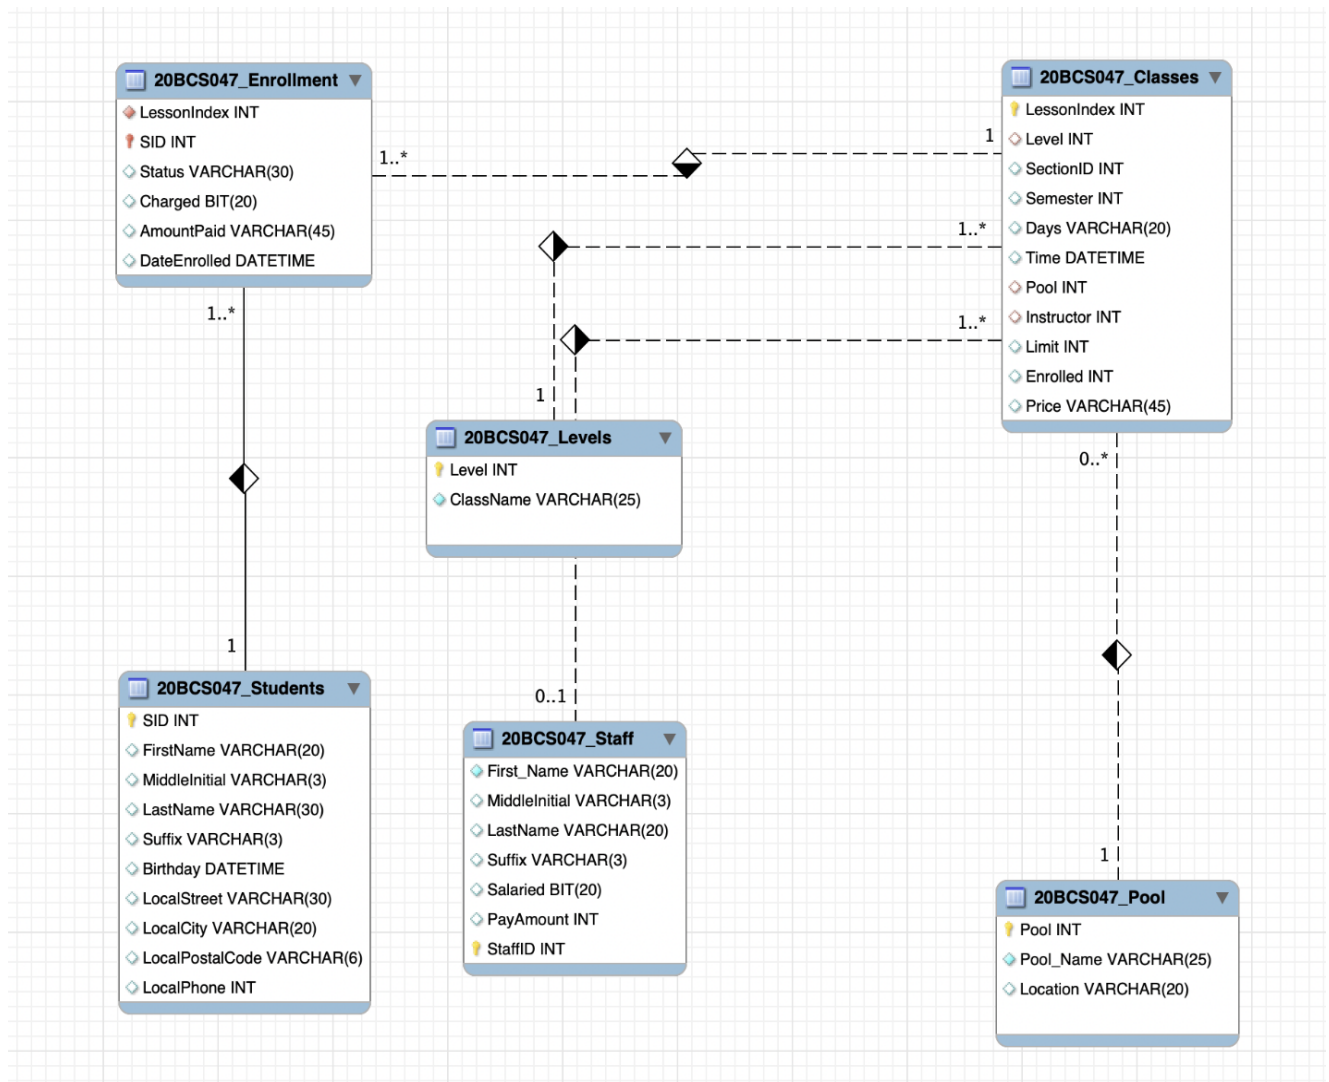 20BCS047_Enrollment
LessonIndex INT
SID INT
Status VARCHAR(30)
Charged BIT(20)
AmountPaid VARCHAR(45)
DateEnrolled DATETIME
1..*
1
1..*
1..*
20BCS047_Classes
LessonIndex INT
Level INT
SectionID INT
Semester INT
Days VARCHAR(20)
Time DATETIME
Pool INT
Instructor INT
Limit INT
Enrolled INT
Price VARCHAR(45)
1..*
1
20BCS047_Levels
Level INT
ClassName VARCHAR(25)
0..*
1
0..1
20BCS047_Students
SID INT
FirstName VARCHAR(20)
MiddleInitial VARCHAR(3)
LastName VARCHAR(30)
Suffix VARCHAR(3)
Birthday DATETIME
LocalStreet VARCHAR(30)
LocalCity VARCHAR(20)
LocalPostalCode VARCHAR(6)
LocalPhone INT
20BCS047_Staff
First_Name VARCHAR(20)
MiddleInitial VARCHAR(3)
LastName VARCHAR(20)
Suffix VARCHAR(3)
Salaried BIT(20)
PayAmount INT
StaffID INT
1
20BCS047_Pool
Pool INT
Pool_Name VARCHAR(25)
Location VARCHAR(20)